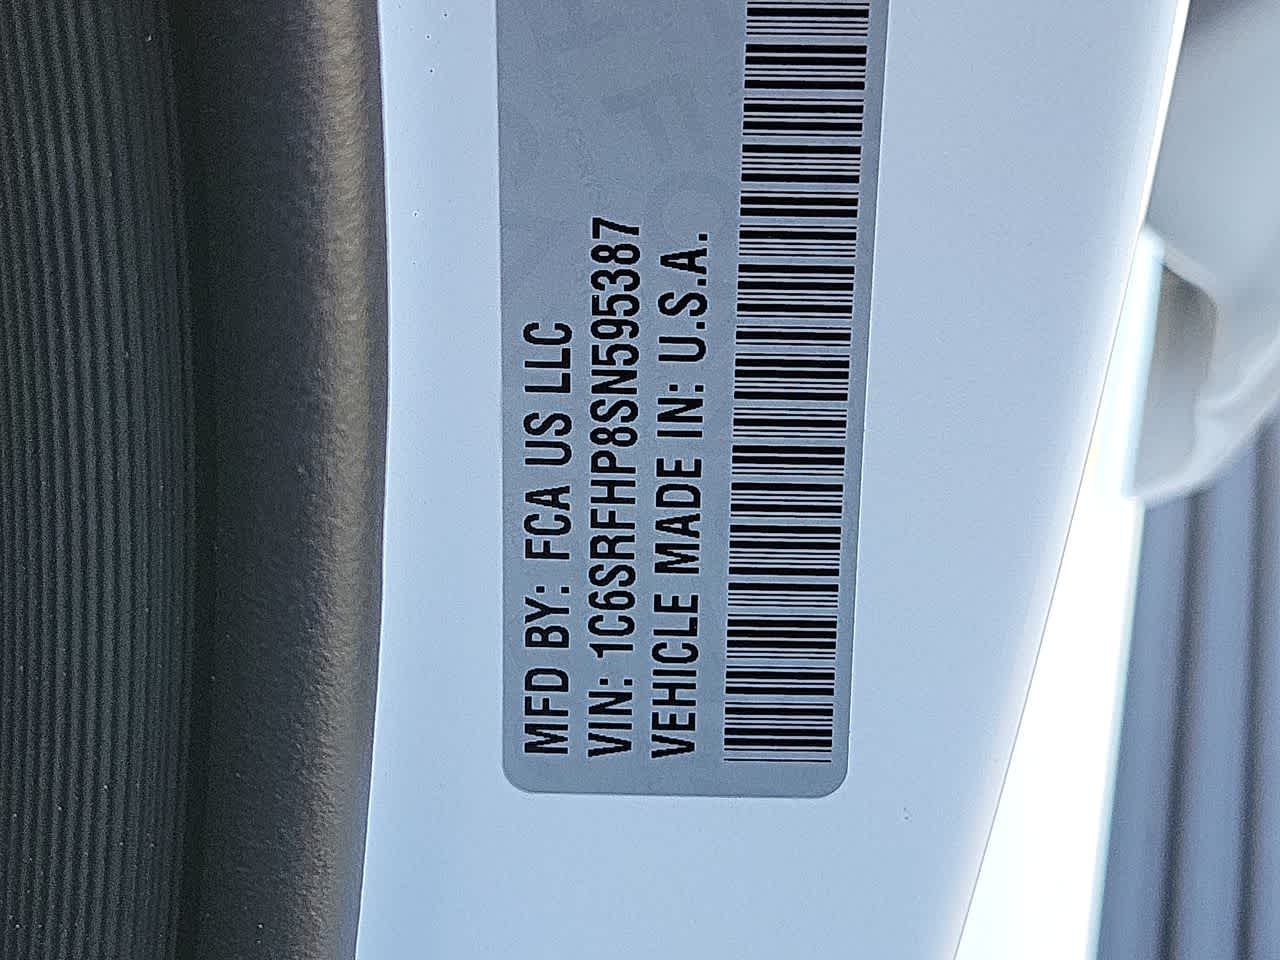 MFD BY: FCA US LLC
VIN: 1C6SRFHP8SN595387
VEHICLE MADE IN: U.S.A.